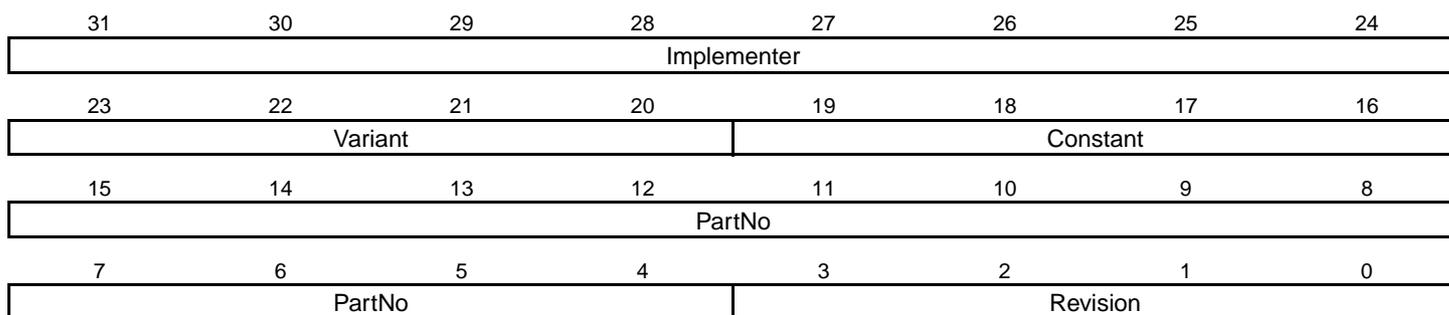 31 30 29 28 27 26 25 24
Implementer
23 22 21 20 19 18 17 16
Variant Constant
15 14 13 12 11 10 9 8
PartNo
7 6 5 4 3 2 1 0
PartNo Revision